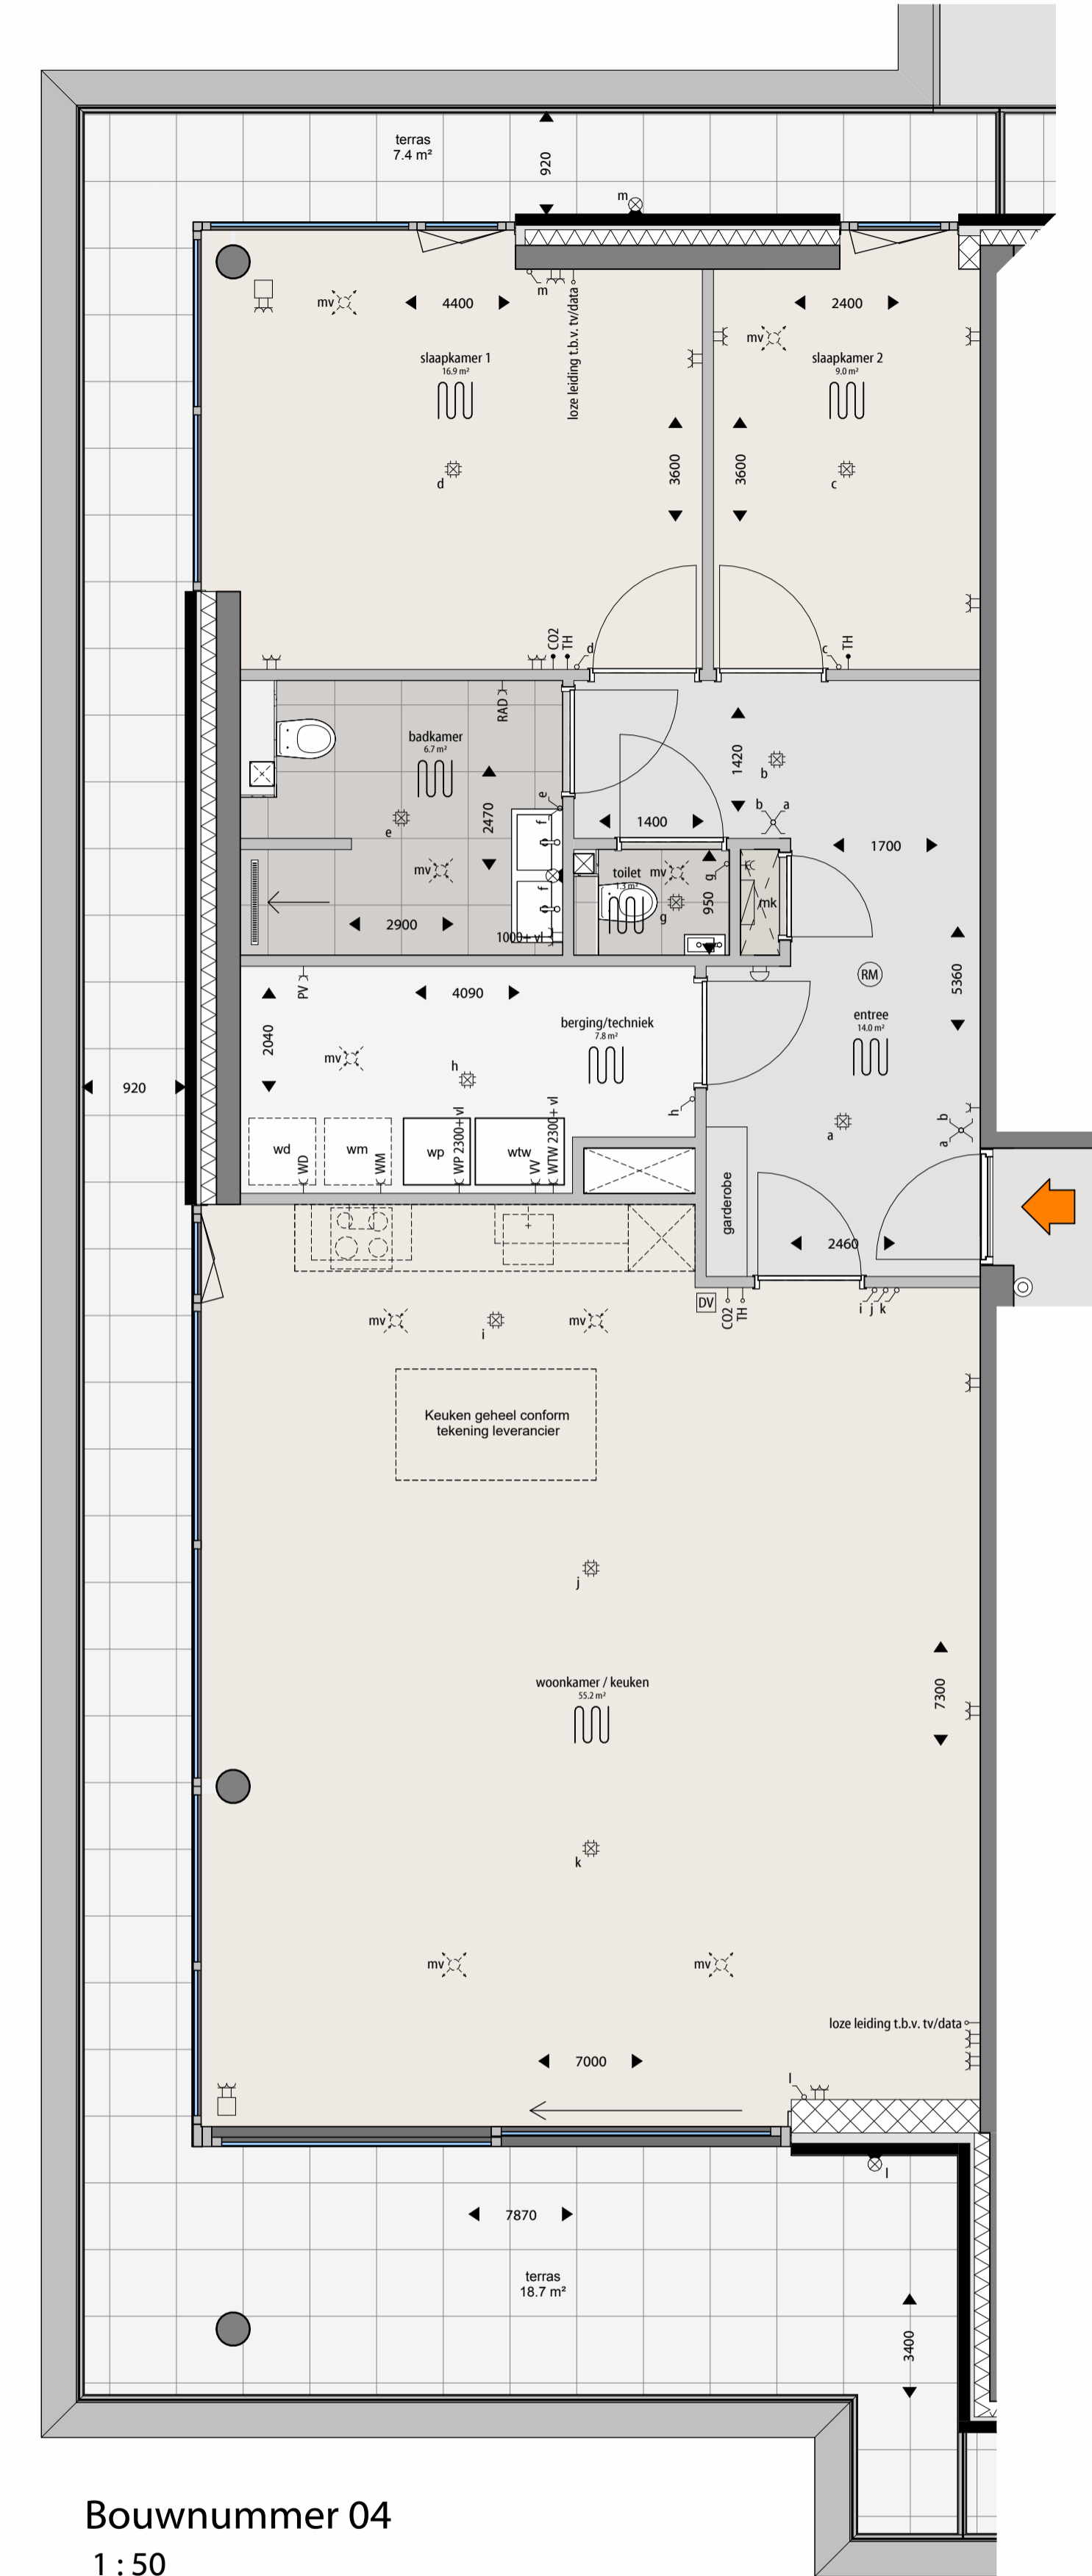 terras
7.4 m²
920
m
m
mv
4400
loze leiding t.b.v. tv/data
mv
2400
slaapkamer 1
16.9 m²
slaapkamer 2
9.0 m²
3600
3600
d
c
CO2
TH
d
c
TH
RAD
badkamer
6.7 m²
1420
b
e
2470
e
f
b
a
1400
1700
mv
toilet
1.3 m²
mv
g
950
g
mk
f
2900
1000+ vl
5360
RM
PV
4090
2040
berging/techniek
7.8 m²
entree
14.0 m²
mv
h
920
h
a
b
a
wd
WD
wm
WM
wp
WP 2300+ vl
wtw
VV
WTW 2300+ vl
garderobe
2460
DV
CO2
TH
i
j
k
mv
i
mv
Keuken geheel conform
tekening leverancier
j
woonkamer / keuken
55.2 m²
7300
k
mv
mv
loze leiding t.b.v. tv/data
7000
l
l
7870
terras
18.7 m²
3400
Bouwnummer 04
1 : 50